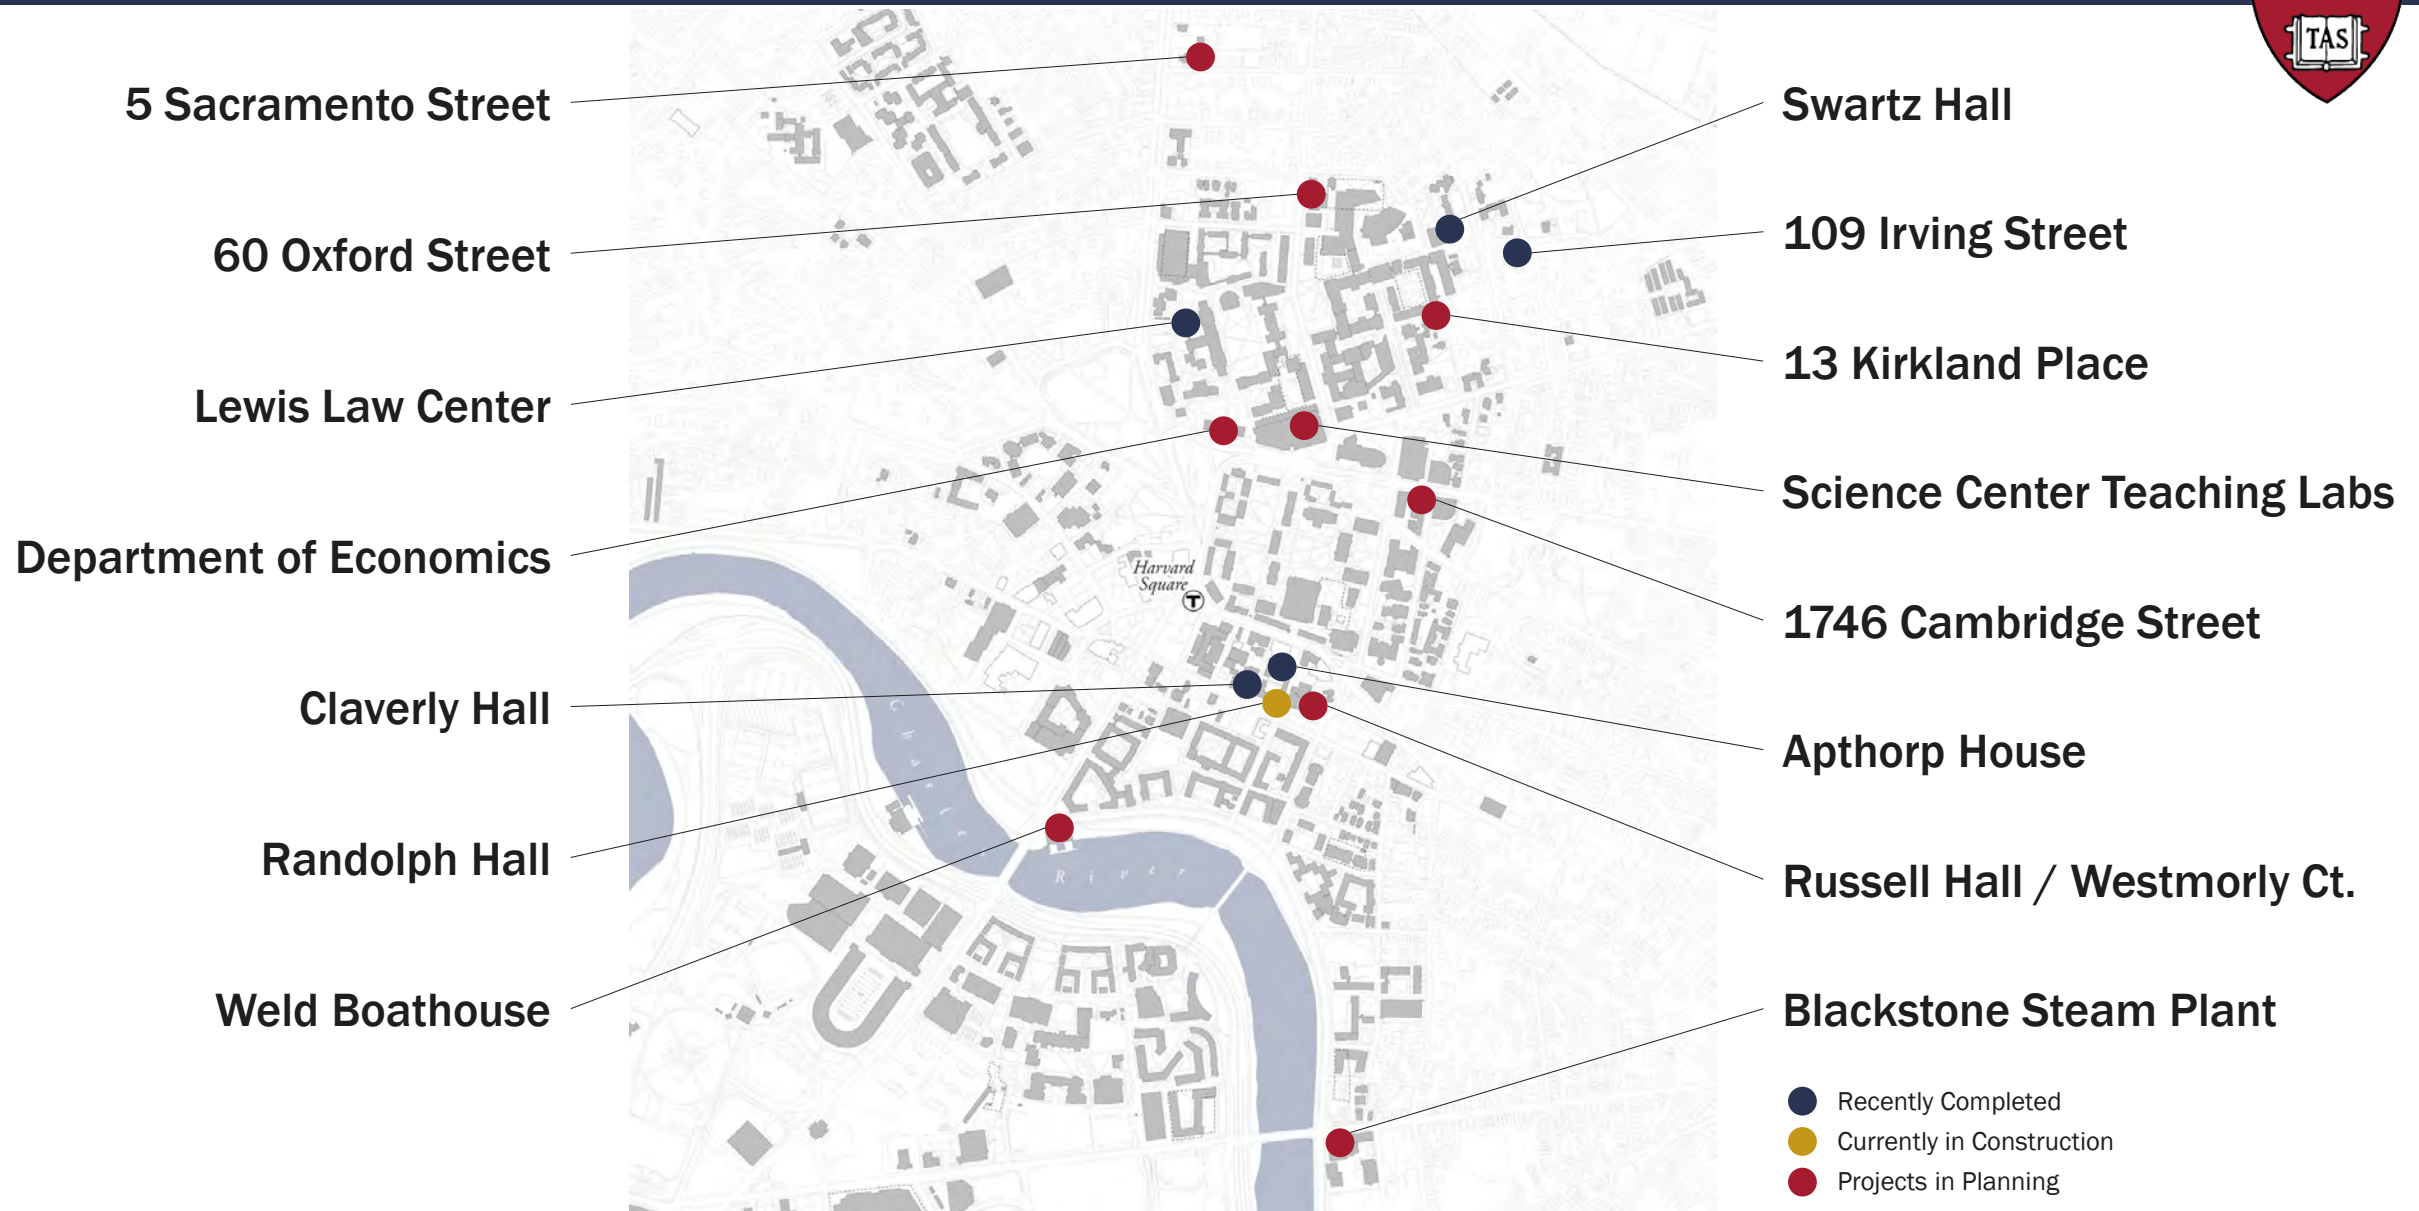 TAS
5 Sacramento Street
60 Oxford Street
Lewis Law Center
Department of Economics
Claverly Hall
Randolph Hall
Weld Boathouse
Harvard
Square
T
Charles
River
Swartz Hall
109 Irving Street
13 Kirkland Place
Science Center Teaching Labs
1746 Cambridge Street
Apthorp House
Russell Hall / Westmorly Ct.
Blackstone Steam Plant
Recently Completed
Currently in Construction
Projects in Planning